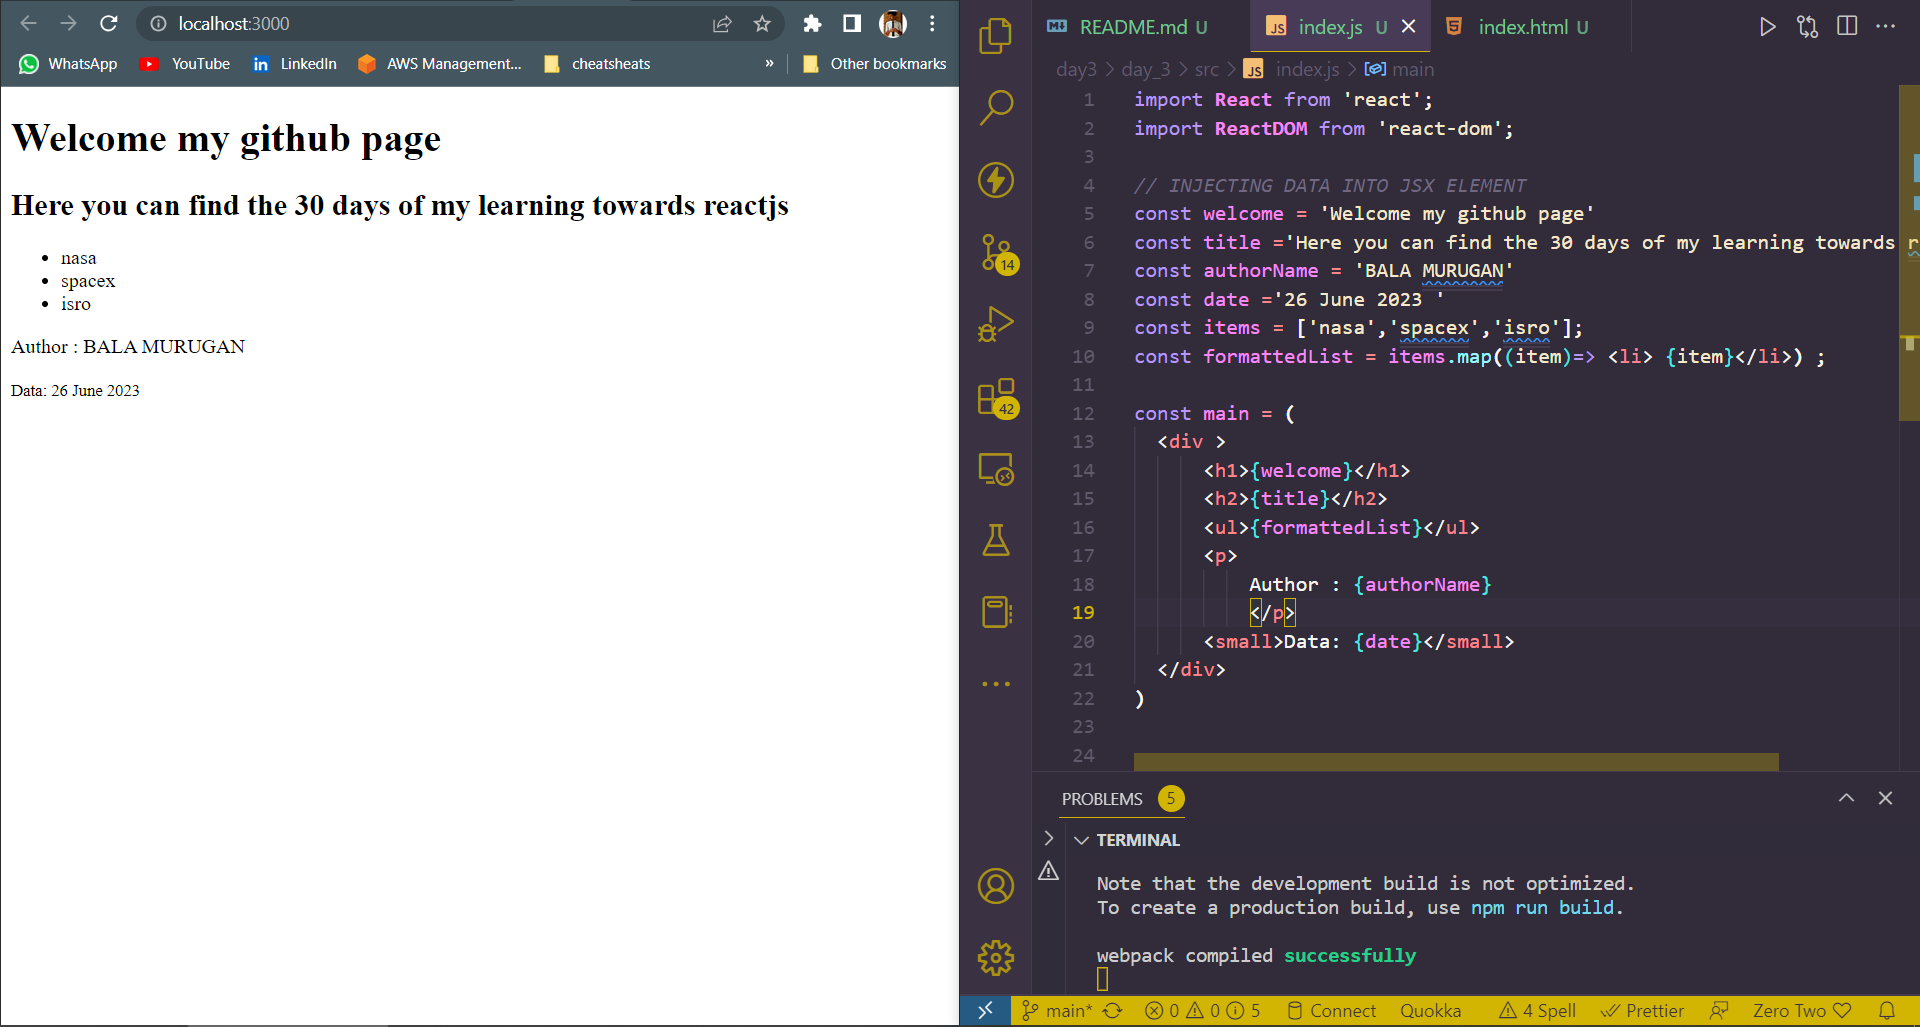 localhost:3000
WhatsApp YouTube LinkedIn AWS Management... cheatsheats » Other bookmarks
Welcome my github page
Here you can find the 30 days of my learning towards reactjs
• nasa
• spacex
• isro
Author : BALA MURUGAN
Data: 26 June 2023
README.md U JS index.js U index.html U
day3 > day_3 > src > JS index.js > main
1 import React from 'react';
2 import ReactDOM from 'react-dom';
3
4 // INJECTING DATA INTO JSX ELEMENT
5 const welcome = 'Welcome my github page'
6 const title ='Here you can find the 30 days of my learning towards r
7 const authorName = 'BALA MURUGAN'
8 const date ='26 June 2023 '
9 const items = ['nasa','spacex','isro'];
10 const formattedList = items.map((item)=> <li> {item}</li>) ;
11
12 const main = (
13 <div >
14 <h1>{welcome}</h1>
15 <h2>{title}</h2>
16 <ul>{formattedList}</ul>
17 <p>
18 Author : {authorName}
19 </p>
20 <small>Data: {date}</small>
21 </div>
22 )
23
24
14
42
PROBLEMS 5
TERMINAL
Note that the development build is not optimized.
To create a production build, use npm run build.
webpack compiled successfully
main* 0 0 5 Connect Quokka 4 Spell Prettier Zero Two